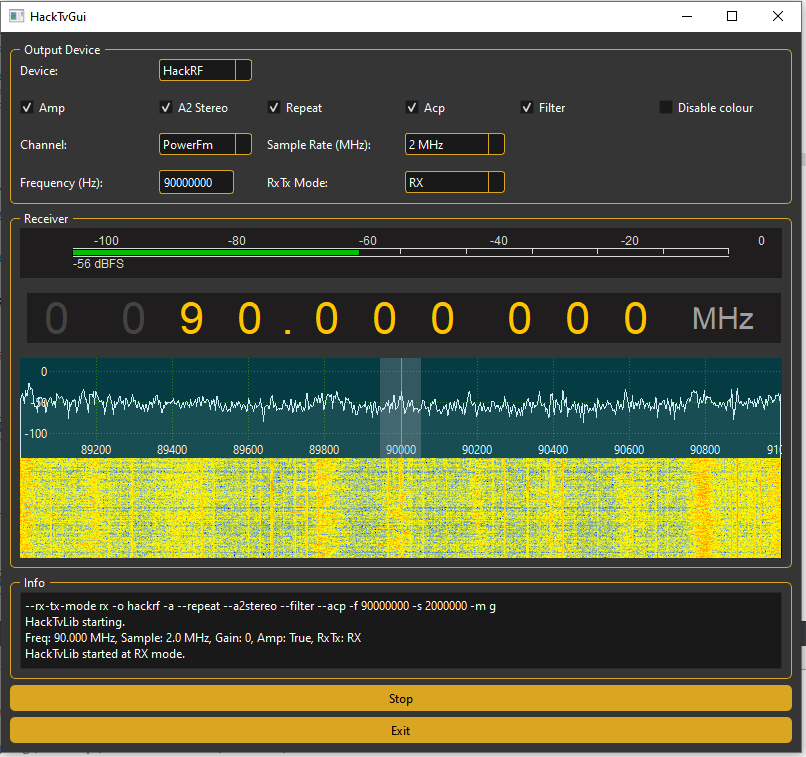 HackTvGui
Output Device
Device: HackRF
Amp A2 Stereo Repeat Acp Filter Disable colour
Channel: PowerFm Sample Rate (MHz): 2 MHz
Frequency (Hz): 90000000 RxTx Mode: RX
Receiver
-100 -80 -60 -40 -20 0
-56 dBFS
0 0 9 0 . 0 0 0 0 0 0 MHz
0
-50
-100
89200 89400 89600 89800 90000 90200 90400 90600 90800 910
Info
--rx-tx-mode rx -o hackrf -a --repeat --a2stereo --filter --acp -f 90000000 -s 2000000 -m g
HackTvLib starting.
Freq: 90.000 MHz, Sample: 2.0 MHz, Gain: 0, Amp: True, RxTx: RX
HackTvLib started at RX mode.
Stop
Exit